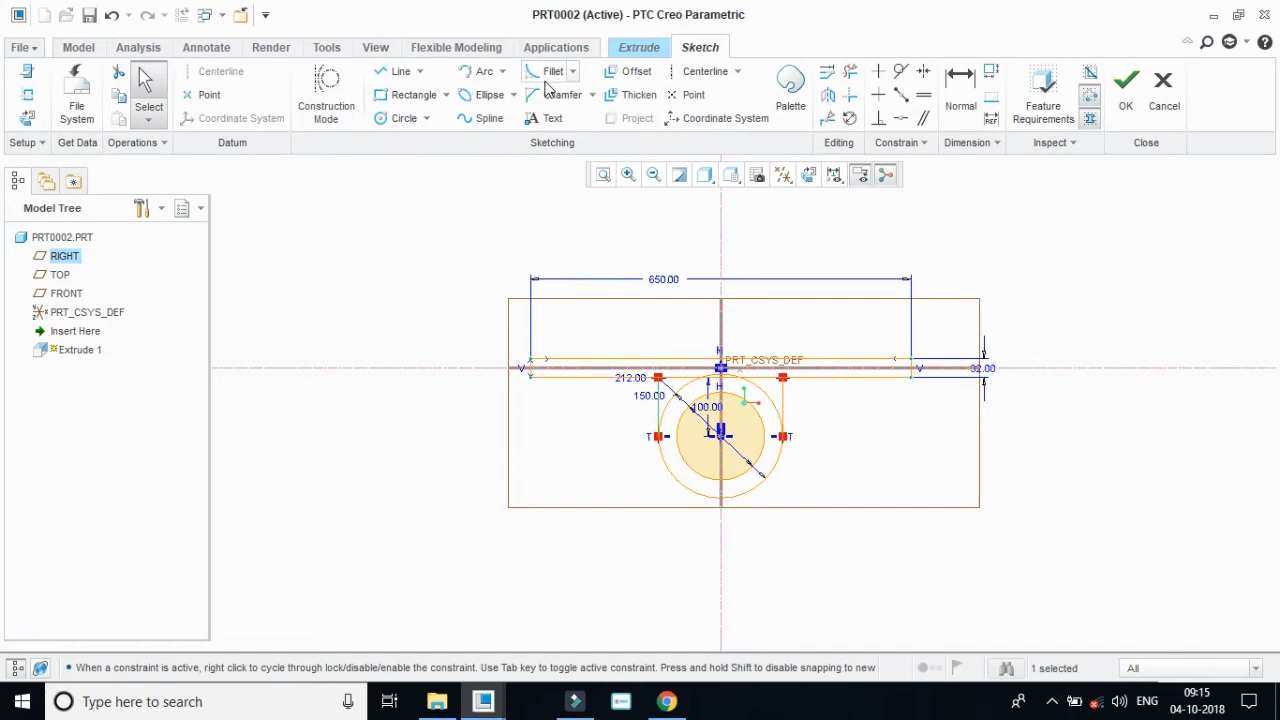 PRT0002 (Active) - PTC Creo Parametric
File Model Analysis Annotate Render Tools View Flexible Modeling Applications Extrude Sketch
Centerline Line Arc Fillet Offset Centerline
Point Rectangle Ellipse Thicken Point
Coordinate System Circle Spline Text Project Coordinate System
File System
Select
Construction Mode
Palette
Normal
Feature Requirements
OK
Cancel
Setup Get Data Operations Datum Sketching Editing Constrain Dimension Inspect Close
Model Tree
PRT0002.PRT
RIGHT
TOP
FRONT
PRT_CSYS_DEF
Insert Here
Extrude 1
650.00
H
PRT_CSYS_DEF
V
V
32.00
212.00
H
150.00
100.00
T
T
When a constraint is active, right click to cycle through lock/disable/enable the constraint. Use Tab key to toggle active constraint. Press and hold Shift to disable snapping to new
1 selected
All
Type here to search
ENG
09:15
04-10-2018